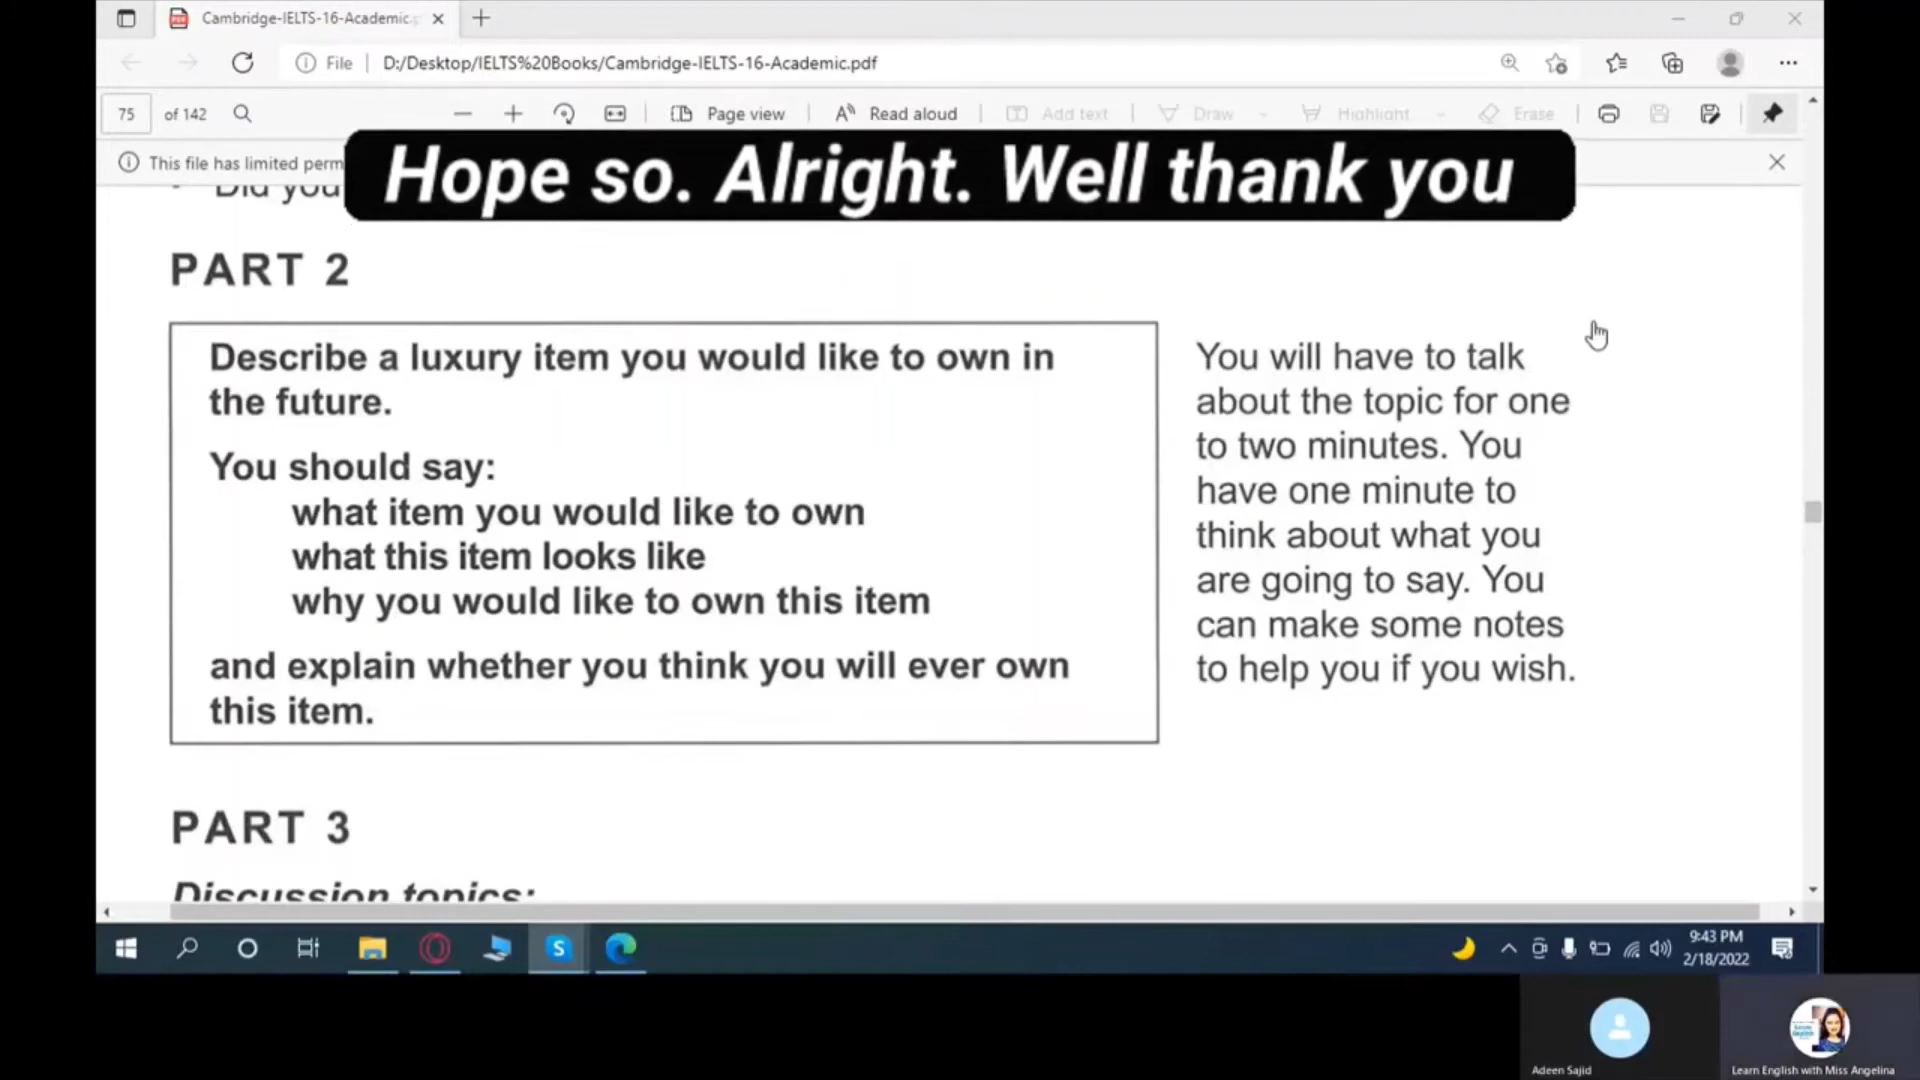 Cambridge-IELTS-16-Academic.p
File D:/Desktop/IELTS%20Books/Cambridge-IELTS-16-Academic.pdf
75 of 142 Page view Read aloud Add text Draw Highlight Erase
This file has limited perm
Did you
Hope so. Alright. Well thank you
PART 2
Describe a luxury item you would like to own in
the future.
You should say:
what item you would like to own
what this item looks like
why you would like to own this item
and explain whether you think you will ever own
this item.
You will have to talk
about the topic for one
to two minutes. You
have one minute to
think about what you
are going to say. You
can make some notes
to help you if you wish.
PART 3
Discussion topics:
9:43 PM
2/18/2022
Adeen Sajid
Learn English with Miss Angelina